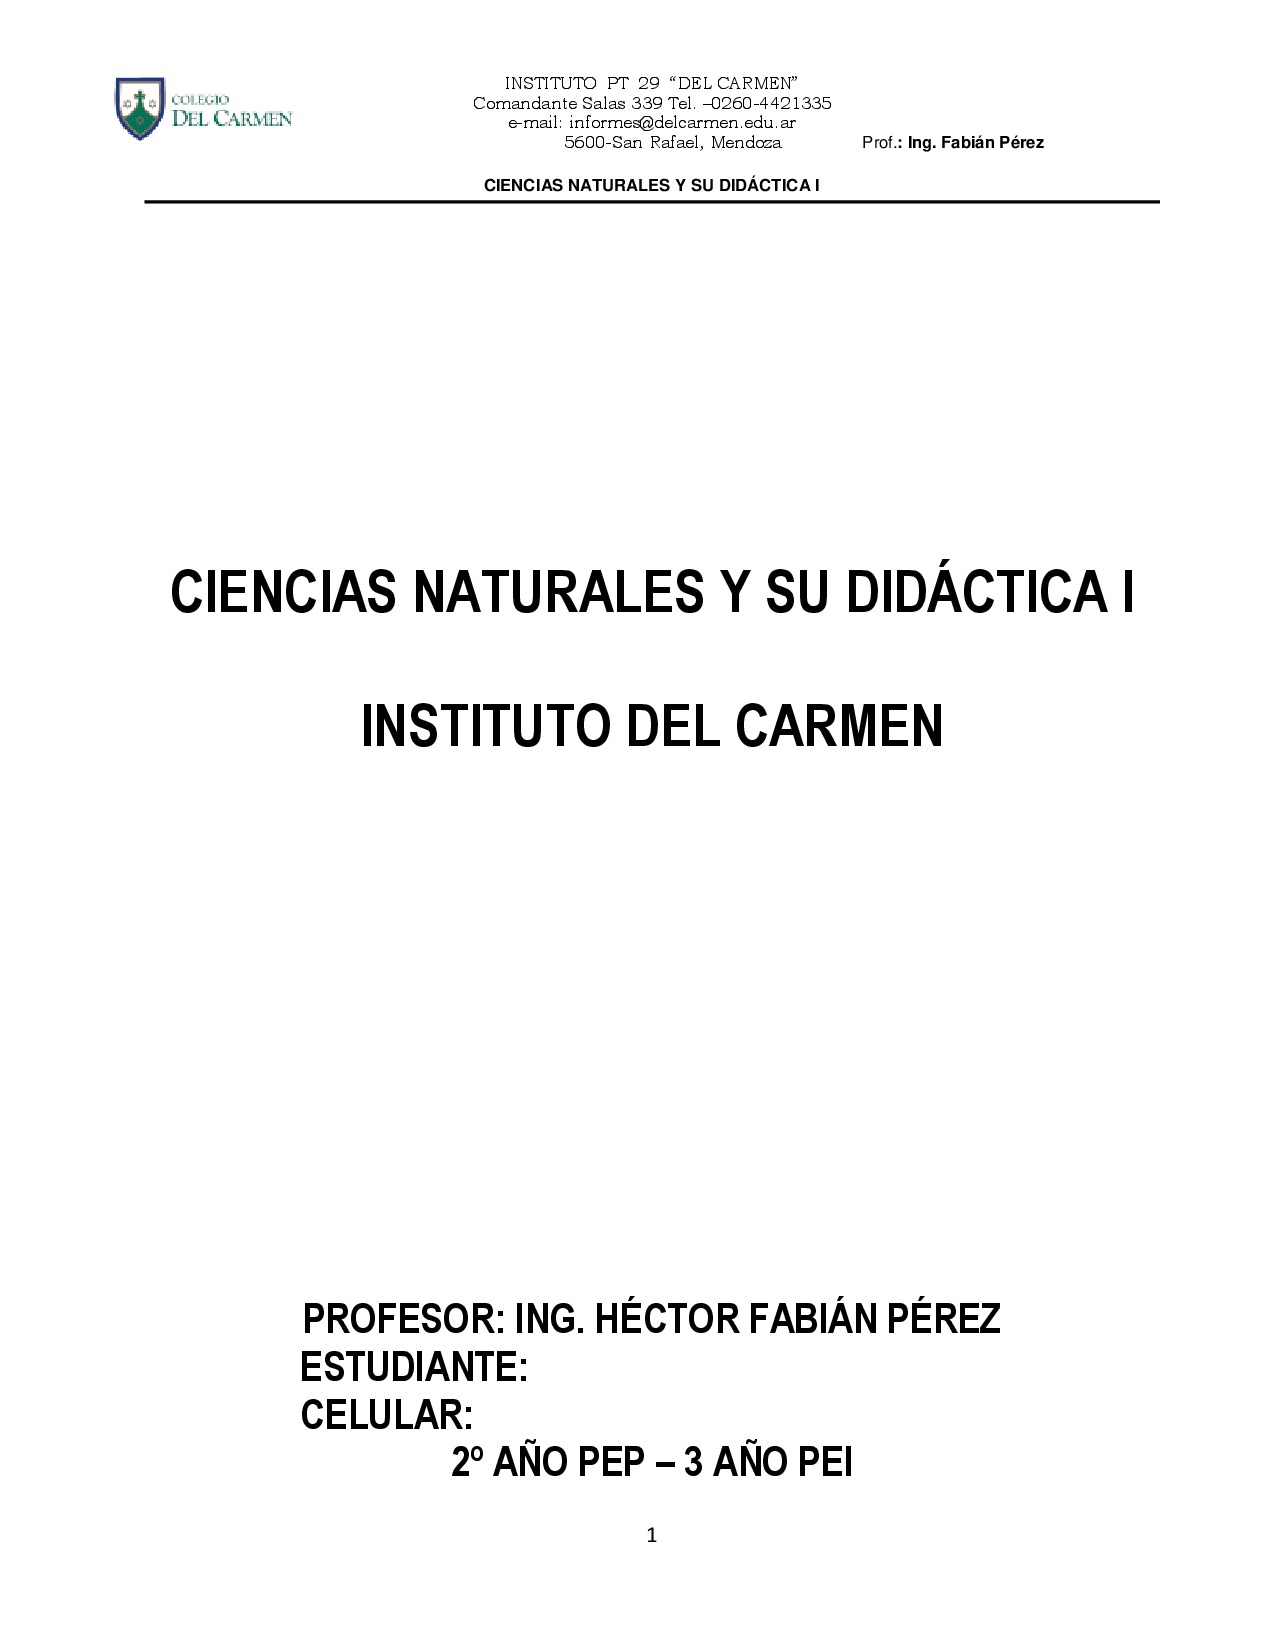 COLEGIO
DEL CARMEN
INSTITUTO PT 29 “DEL CARMEN”
Comandante Salas 339 Tel. –0260-4421335
e-mail: informes@delcarmen.edu.ar
5600-San Rafael, Mendoza Prof.: Ing. Fabián Pérez
CIENCIAS NATURALES Y SU DIDÁCTICA I
CIENCIAS NATURALES Y SU DIDÁCTICA I
INSTITUTO DEL CARMEN
PROFESOR: ING. HÉCTOR FABIÁN PÉREZ
ESTUDIANTE:
CELULAR:
2º AÑO PEP – 3 AÑO PEI
1